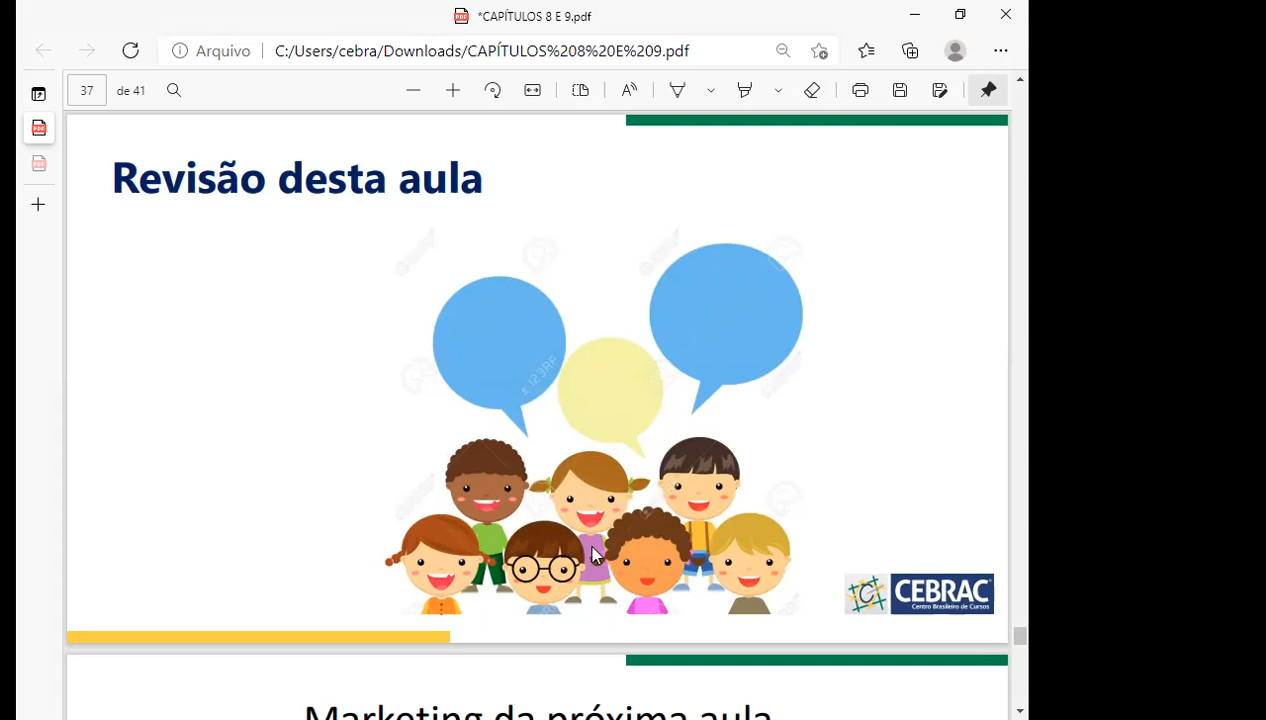 *CAPÍTULOS 8 E 9.pdf
Arquivo
C:/Users/cebra/Downloads/CAPÍTULOS%208%20E%209.pdf
37
de 41
Revisão desta aula
123RF
CEBRAC
Centro Brasileiro de Cursos
Marketing da próxima aula